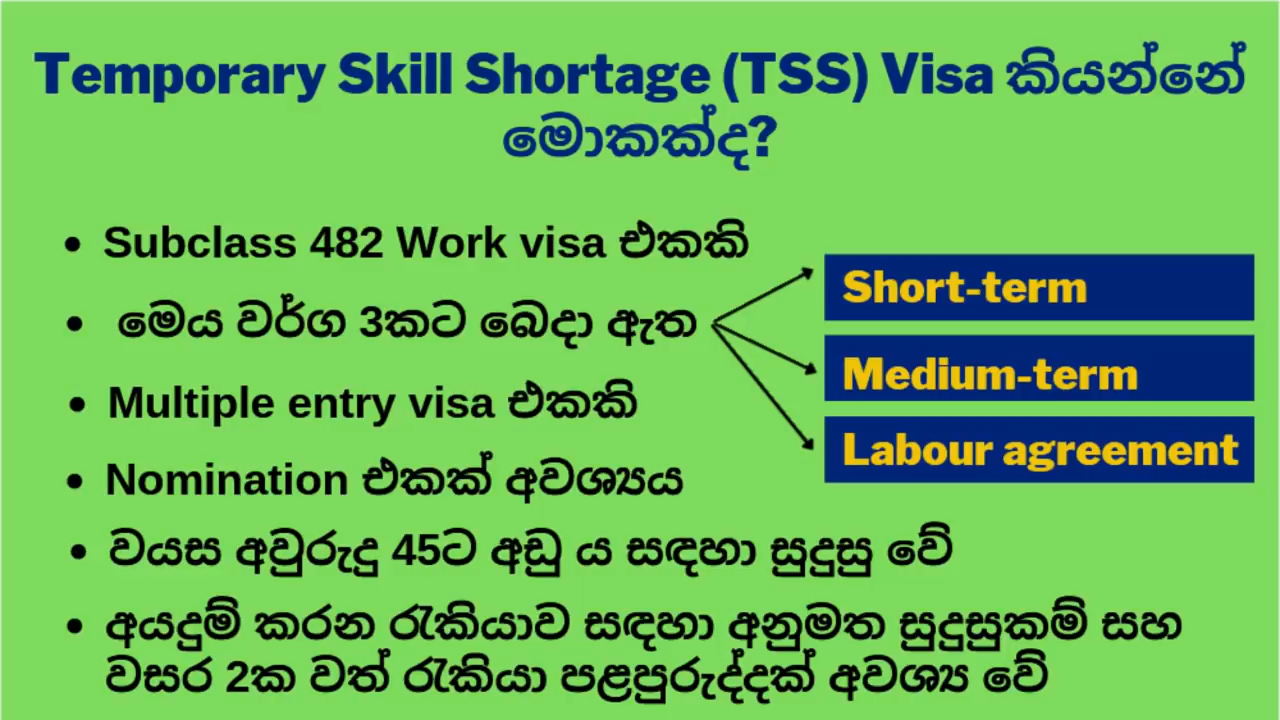 Temporary Skill Shortage (TSS) Visa කියන්නේ
මොකක්ද?
• Subclass 482 Work visa එකකි
• මෙය වර්ග 3කට බෙදා ඇත
Short-term
Medium-term
Labour agreement
• Multiple entry visa එකකි
• Nomination එකක් අවශ්‍යය
• වයස අවුරුදු 45ට අඩු ය සඳහා සුදුසු වේ
• අයදුම් කරන රැකියාව සඳහා අනුමත සුදුසුකම් සහ
වසර 2ක වත් රැකියා පළපුරුද්දක් අවශ්‍ය වේ